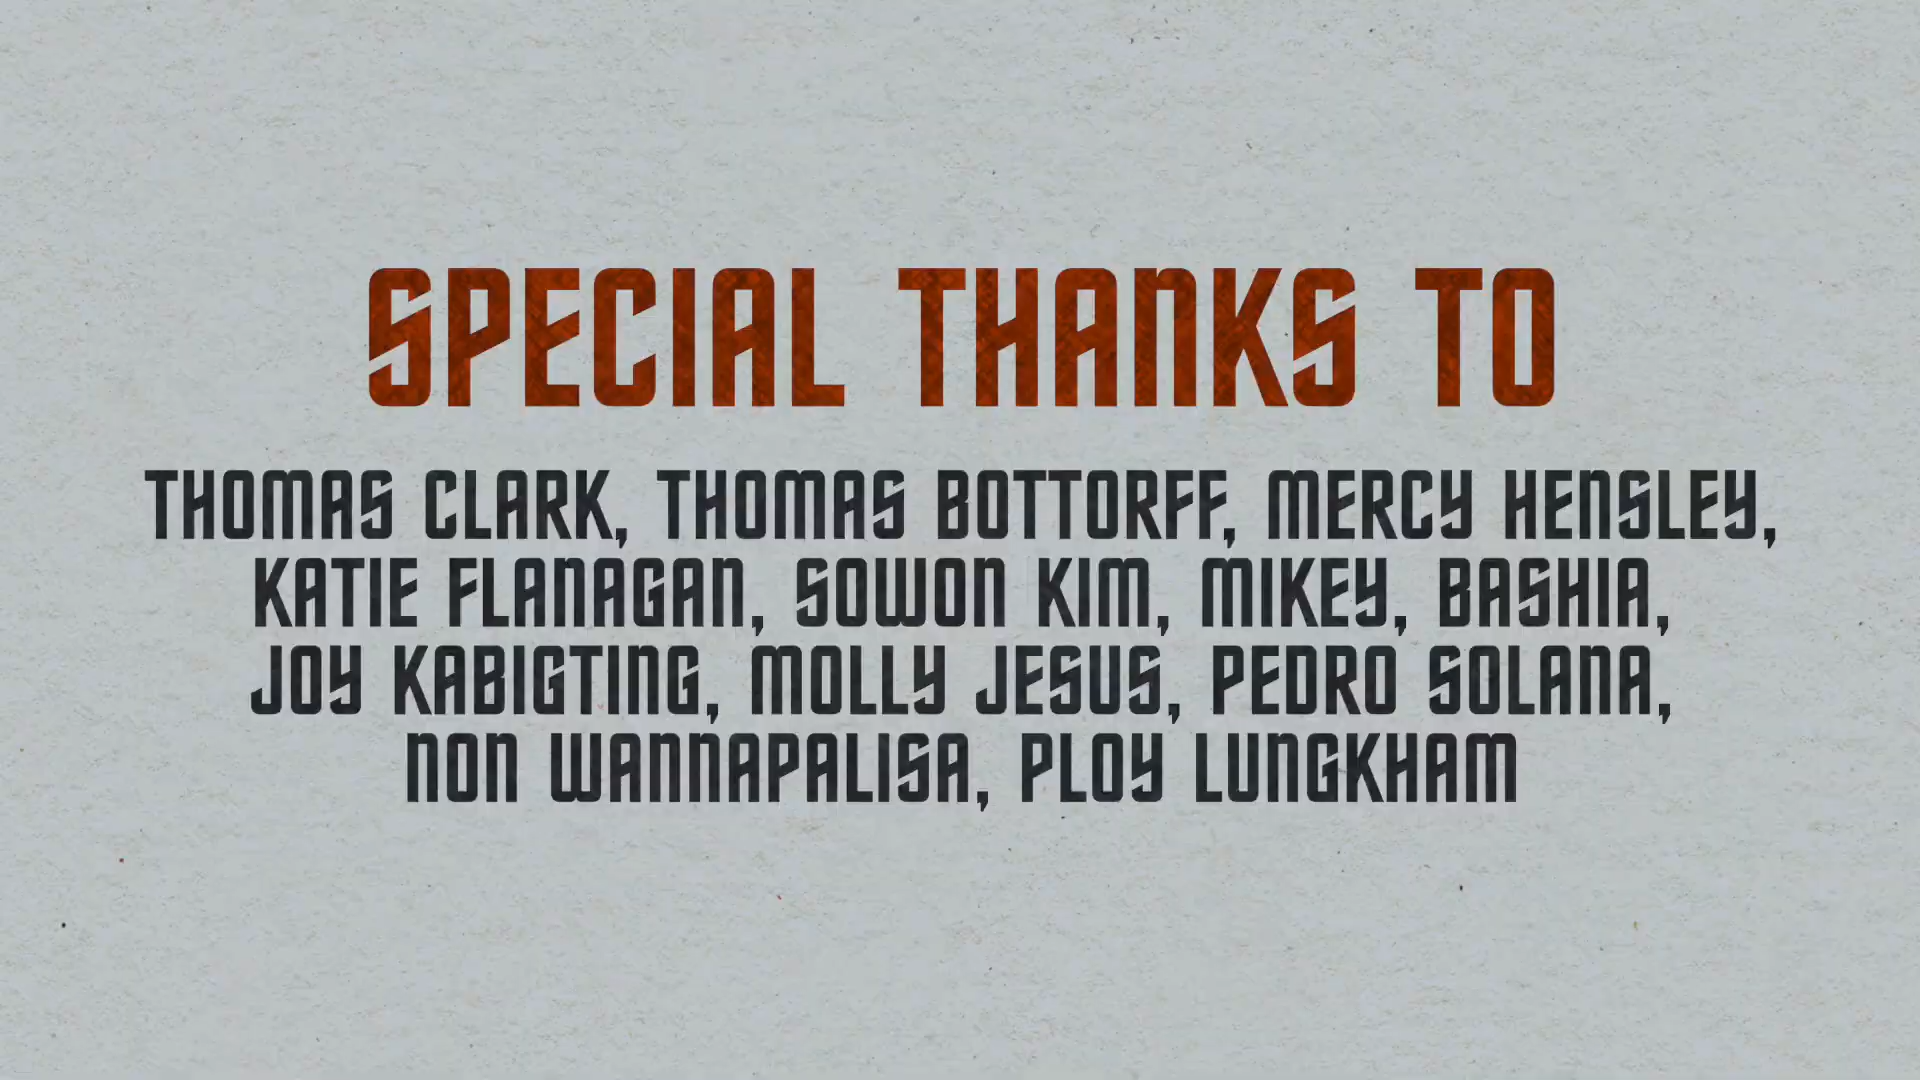 SPECIAL THANKS TO
THOMAS CLARK, THOMAS BOTTORFF, MERCY HENSLEY,
KATIE FLANAGAN, SOWON KIM, MIKEY, BASHIA,
JOY KABIGTING, MOLLY JESUS, PEDRO SOLANA,
NON WANNAPALISA, PLOY LUNGKHAM